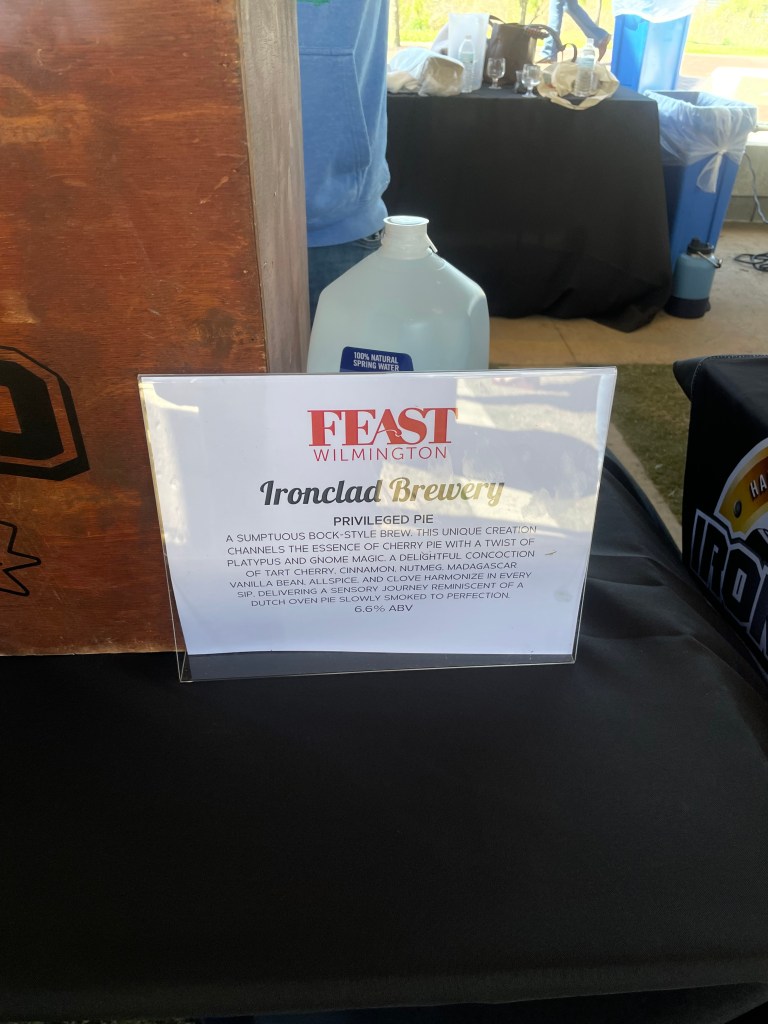 100% NATURAL
SPRING WATER
FEAST
WILMINGTON
Ironclad Brewery
PRIVILEGED PIE
A SUMPTUOUS BOCK-STYLE BREW. THIS UNIQUE CREATION
CHANNELS THE ESSENCE OF CHERRY PIE WITH A TWIST OF
PLATYPUS AND GNOME MAGIC. A DELIGHTFUL CONCOCTION
OF TART CHERRY, CINNAMON, NUTMEG, MADAGASCAR
VANILLA BEAN, ALLSPICE, AND CLOVE HARMONIZE IN EVERY
SIP, DELIVERING A SENSORY JOURNEY REMINISCENT OF A
DUTCH OVEN PIE SLOWLY SMOKED TO PERFECTION.
6.6% ABV
HA
IRON